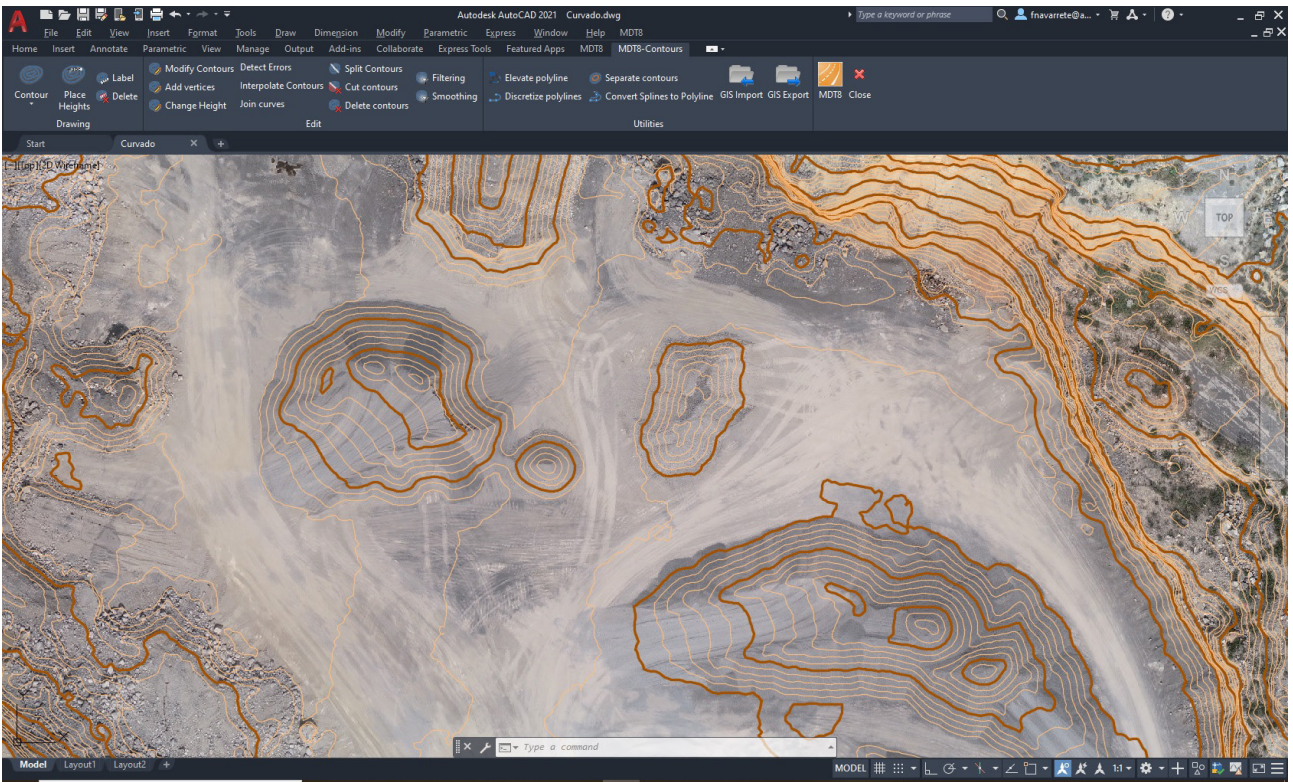 Autodesk AutoCAD 2021 Curvado.dwg
Type a keyword or phrase
fnavarrete@a...
File Edit View Insert Format Tools Draw Dimension Modify Parametric Express Window Help MDT8
Home Insert Annotate Parametric View Manage Output Add-ins Collaborate Express Tools Featured Apps MDT8 MDT8-Contours
Contour
Place Heights
Label
Delete
Drawing
Modify Contours
Add vertices
Change Height
Detect Errors
Interpolate Contours
Join curves
Split Contours
Cut contours
Delete contours
Filtering
Smoothing
Edit
Elevate polyline
Discretize polylines
Separate contours
Convert Splines to Polyline
GIS Import
GIS Export
Utilities
MDT8
Close
Start
Curvado
[-][Top][2D Wireframe]
N
W
TOP
E
S
WCS
X
Type a command
Model Layout1 Layout2
MODEL
1:1